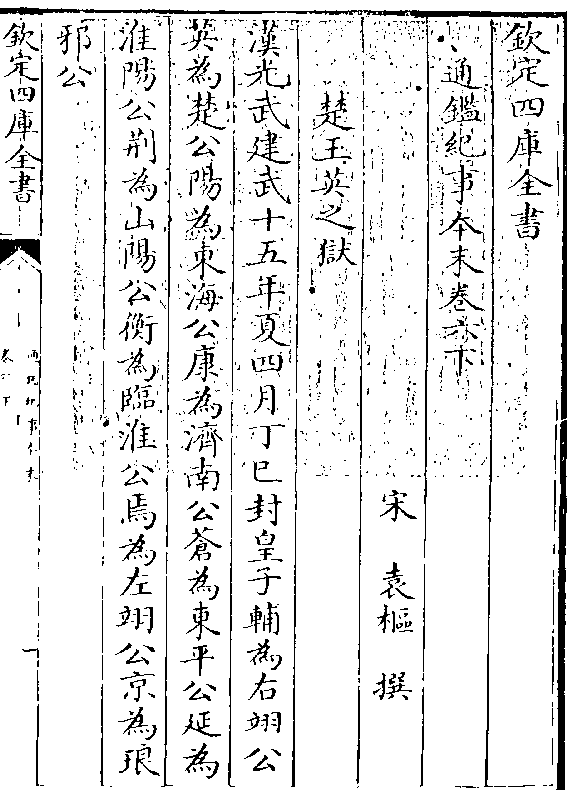 欽定四庫全書
通鑑紀事本末卷六下
宋 袁樞 撰
楚王英之獄
漢光武建武十五年夏四月丁巳封皇子輔為右翊公
英為楚公陽為東海公康為濟南公蒼為東平公延為
淮陽公荆為山陽公衡為臨淮公焉為左翊公京為琅
邪公
欽定四庫全書
通鑑紀事本末
卷六下
一